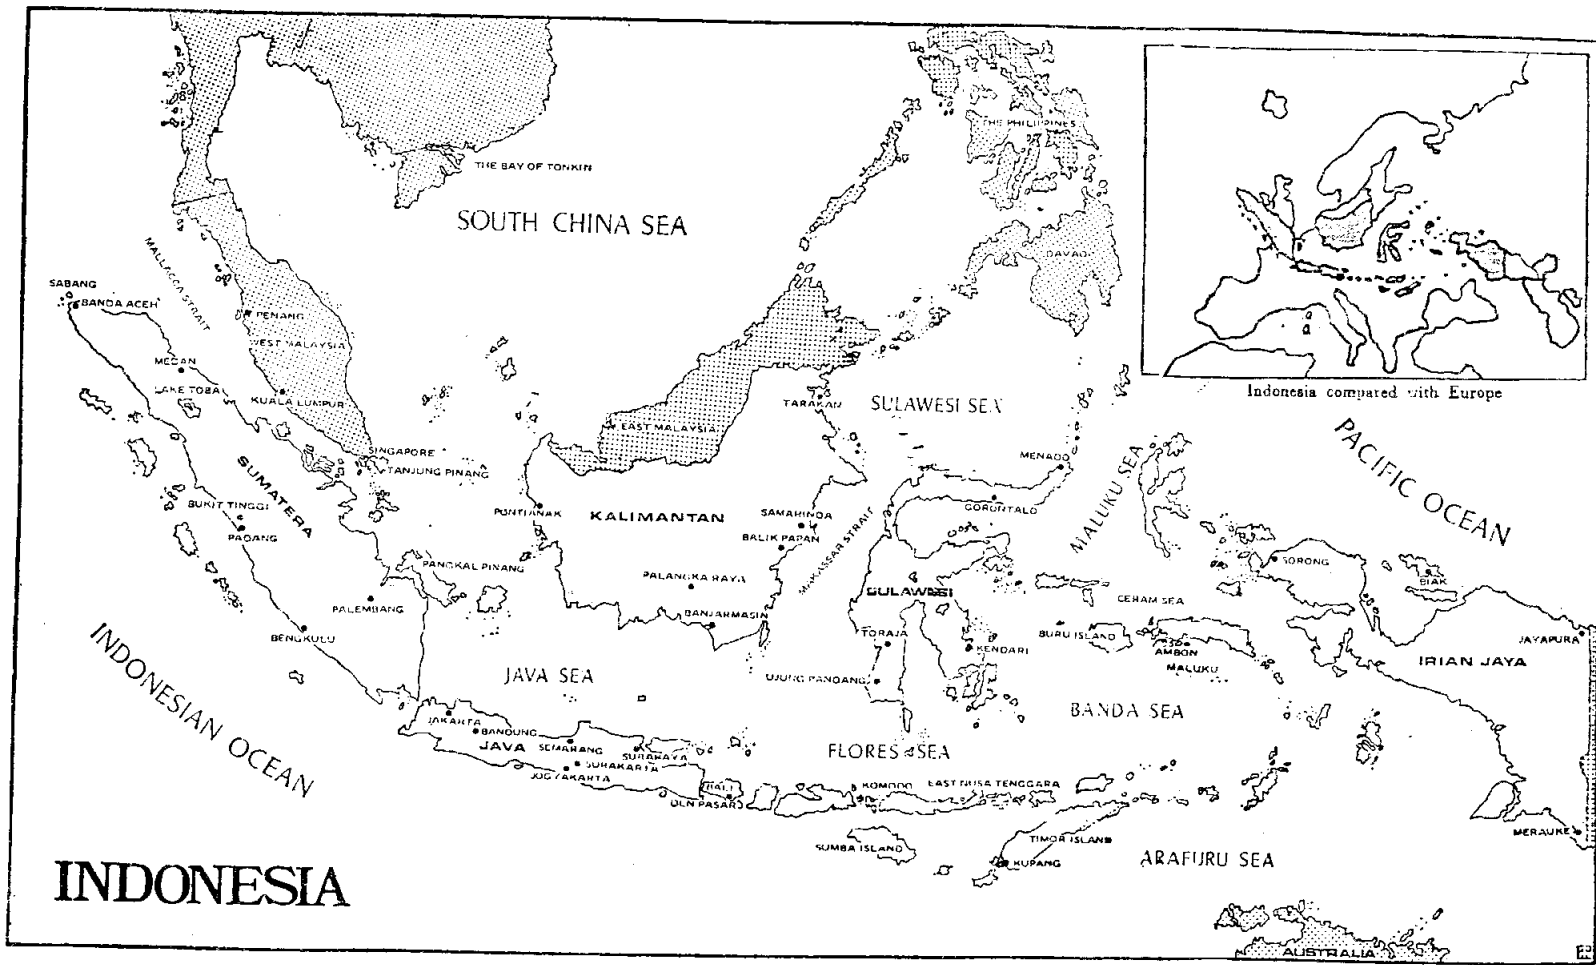 THE PHILIPPINES
THE BAY OF TONKIN
SOUTH CHINA SEA
DAVAO
MALLACCA STRAIT
SABANG
BANDA ACEH
PENANG
WEST MALAYSIA
MEDAN
LAKE TOBA
KUALA LUMPUR
Indonesia compared with Europe
TARAKAN
SULAWESI SEA
EAST MALAYSIA
PACIFIC OCEAN
SINGAPORE
TANJUNG PINANG
MENADO
MALUKU SEA
SUMATERA
BUKIT TINGGI
PADANG
PONTIANAK
KALIMANTAN
SAMARINDA
BALIK PAPAN
MAKASSAR STRAIT
GORONTALO
PANGKAL PINANG
PALANGKA RAYA
SORONG
BIAK
PALEMBANG
BANJARMASIN
SULAWESI
CERAM SEA
BENGKULU
TORAJA
KENDARI
BURU ISLAND
AMBON
MALUKU
JAYAPURA
IRIAN JAYA
INDONESIAN OCEAN
JAVA SEA
UJUNG PANDANG
BANDA SEA
JAKARTA
BANDUNG
JAVA
SEMARANG
SURABAYA
SURAKARTA
JOGYAKARTA
FLORES SEA
BALI
DLN PASAR
KOMODO
EAST NUSA TENGGARA
SUMBA ISLAND
TIMOR ISLAND
KUPANG
ARAFURU SEA
MERAUKE
INDONESIA
AUSTRALIA